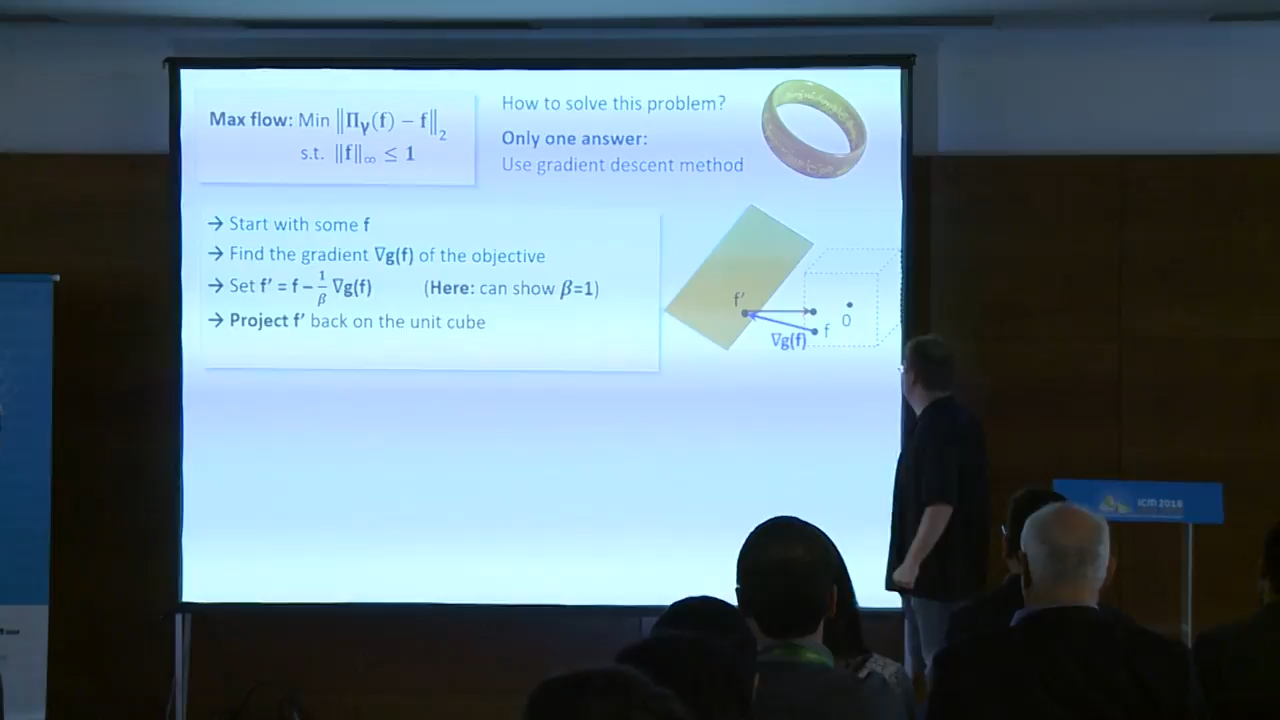 Max flow: Min ‖Π_γ(f) − f‖₂
s.t. ‖f‖∞ ≤ 1
How to solve this problem?
Only one answer:
Use gradient descent method
→ Start with some f
→ Find the gradient ∇g(f) of the objective
→ Set f' = f − 1/β ∇g(f) (Here: can show β=1)
→ Project f' back on the unit cube
f'
0
f
∇g(f)
ICM 2018